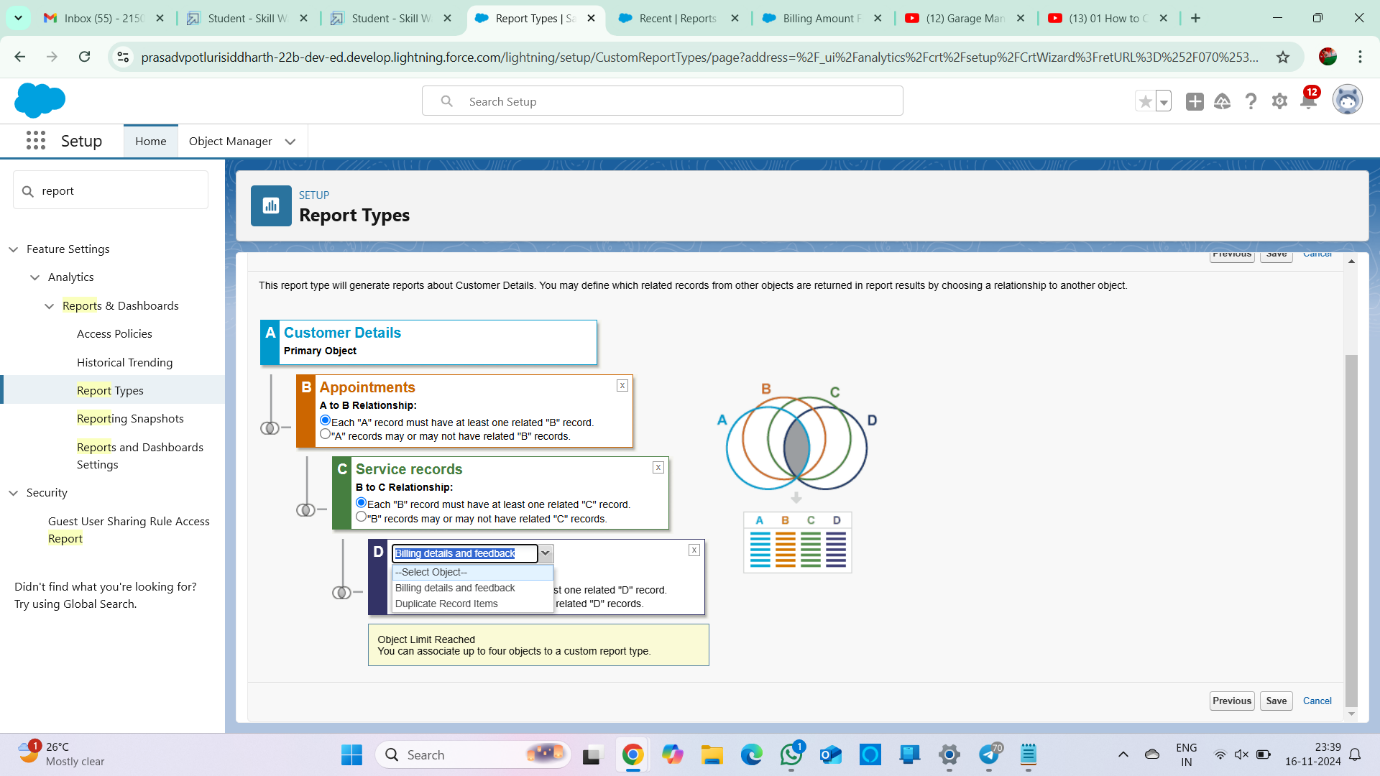 Inbox (55) - 215
Student - Skill W
Student - Skill W
Report Types | Sa
Recent | Reports
Billing Amount F
(12) Garage Man
(13) 01 How to C
prasadvpotlurisiddharth-22b-dev-ed.develop.lightning.force.com/lightning/setup/CustomReportTypes/page?address=%2F_ui%2Fanalytics%2Fcrt%2Fsetup%2FCrtWizard%3FretURL%3D%252F070%253...
Search Setup
12
Setup
Home
Object Manager
report
Feature Settings
Analytics
Reports & Dashboards
Access Policies
Historical Trending
Report Types
Reporting Snapshots
Reports and Dashboards
Settings
Security
Guest User Sharing Rule Access
Report
Didn't find what you're looking for?
Try using Global Search.
SETUP
Report Types
Previous Save Cancel
This report type will generate reports about Customer Details. You may define which related records from other objects are returned in report results by choosing a relationship to another object.
A Customer Details
Primary Object
B Appointments
x
A to B Relationship:
Each "A" record must have at least one related "B" record.
"A" records may or may not have related "B" records.
C Service records
x
B to C Relationship:
Each "B" record must have at least one related "C" record.
"B" records may or may not have related "C" records.
D Billing details and feedback
x
--Select Object--
Billing details and feedback
Duplicate Record Items
st one related "D" record.
related "D" records.
Object Limit Reached
You can associate up to four objects to a custom report type.
A B C D
A B C D
Previous Save Cancel
1
26°C
Mostly clear
Search
1
70
ENG
IN
23:39
16-11-2024